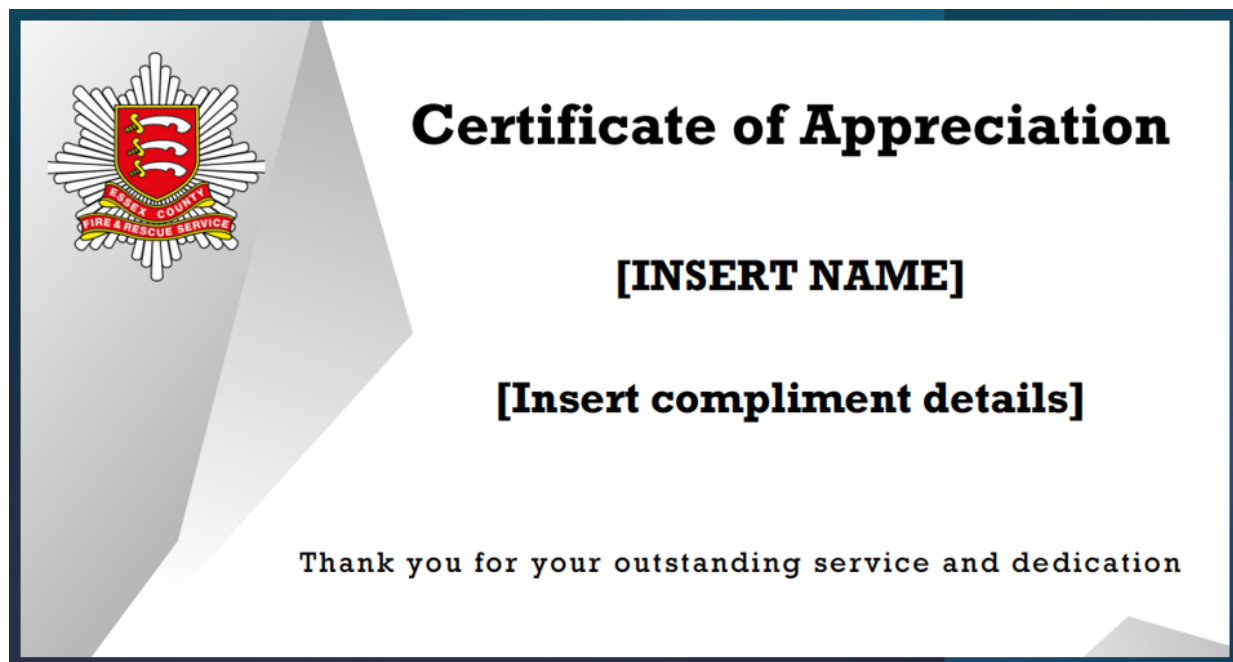 ESSEX COUNTY
FIRE & RESCUE SERVICE
Certificate of Appreciation
[INSERT NAME]
[Insert compliment details]
Thank you for your outstanding service and dedication